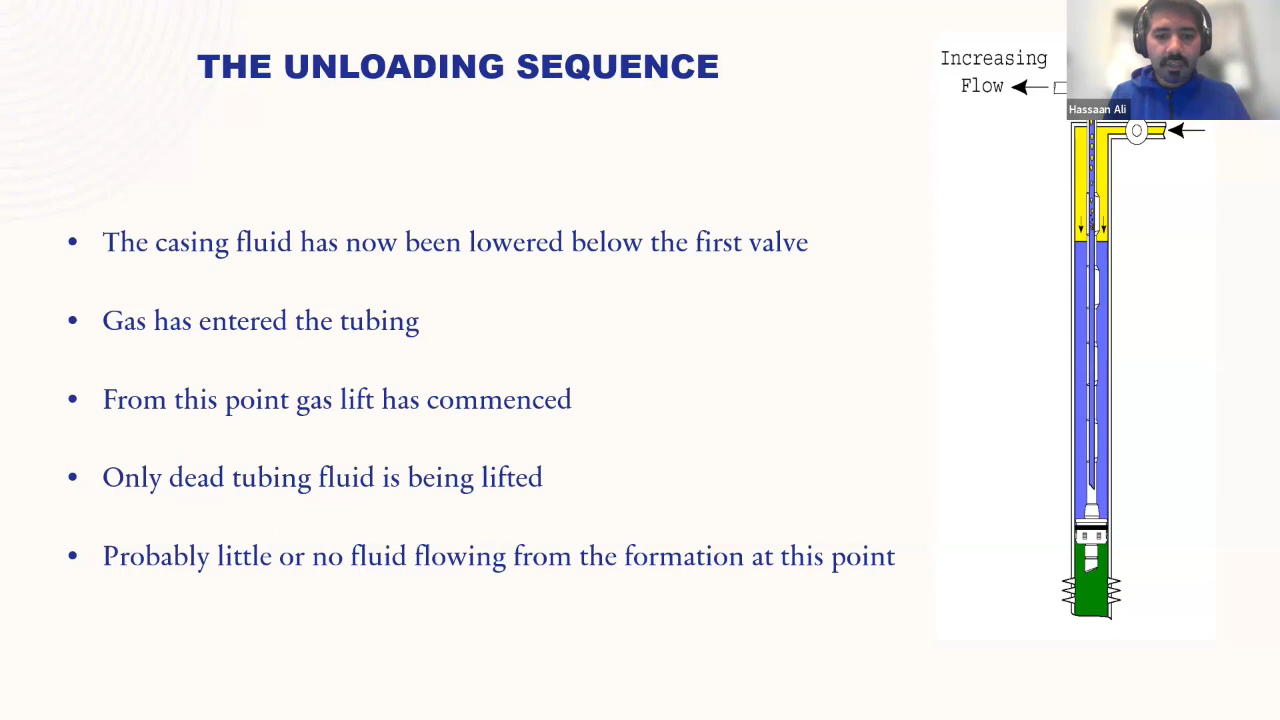 THE UNLOADING SEQUENCE
Increasing
Flow
Hassaan Ali
• The casing fluid has now been lowered below the first valve
• Gas has entered the tubing
• From this point gas lift has commenced
• Only dead tubing fluid is being lifted
• Probably little or no fluid flowing from the formation at this point